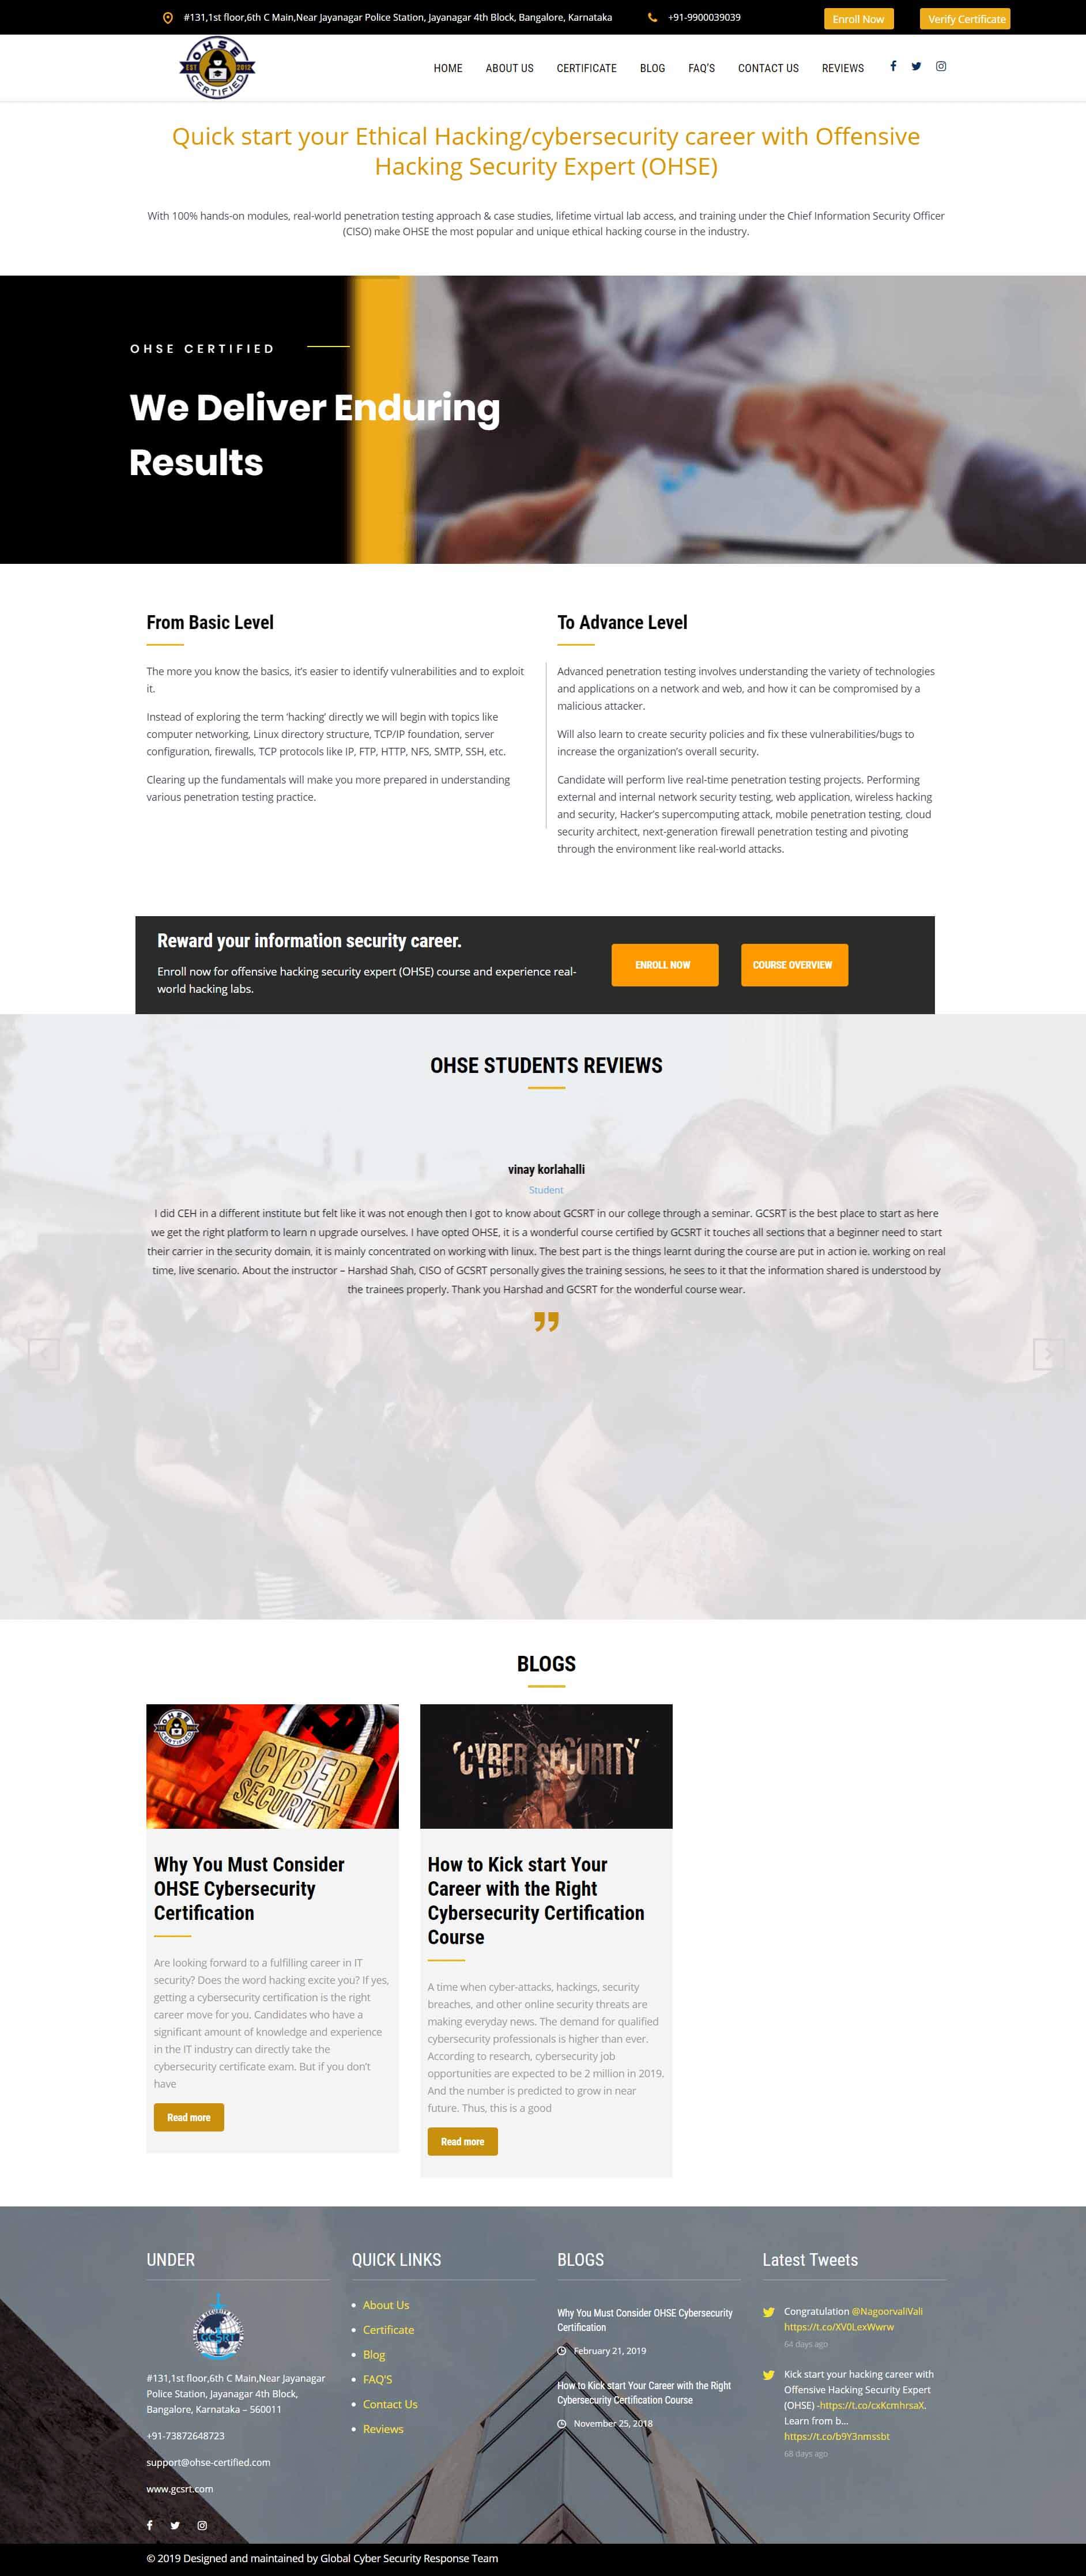 #131,1st floor,6th C Main,Near Jayanagar Police Station, Jayanagar 4th Block, Bangalore, Karnataka
+91-9900039039
Enroll Now
Verify Certificate
OHSE
EST 2012
CERTIFIED
HOME
ABOUT US
CERTIFICATE
BLOG
FAQ'S
CONTACT US
REVIEWS
Quick start your Ethical Hacking/cybersecurity career with Offensive
Hacking Security Expert (OHSE)
With 100% hands-on modules, real-world penetration testing approach & case studies, lifetime virtual lab access, and training under the Chief Information Security Officer
(CISO) make OHSE the most popular and unique ethical hacking course in the industry.
OHSE CERTIFIED
We Deliver Enduring
Results
From Basic Level
The more you know the basics, it's easier to identify vulnerabilities and to exploit
it.
Instead of exploring the term 'hacking' directly we will begin with topics like
computer networking, Linux directory structure, TCP/IP foundation, server
configuration, firewalls, TCP protocols like IP, FTP, HTTP, NFS, SMTP, SSH, etc.
Clearing up the fundamentals will make you more prepared in understanding
various penetration testing practice.
To Advance Level
Advanced penetration testing involves understanding the variety of technologies
and applications on a network and web, and how it can be compromised by a
malicious attacker.
Will also learn to create security policies and fix these vulnerabilities/bugs to
increase the organization's overall security.
Candidate will perform live real-time penetration testing projects. Performing
external and internal network security testing, web application, wireless hacking
and security, Hacker's supercomputing attack, mobile penetration testing, cloud
security architect, next-generation firewall penetration testing and pivoting
through the environment like real-world attacks.
Reward your information security career.
Enroll now for offensive hacking security expert (OHSE) course and experience real-
world hacking labs.
ENROLL NOW
COURSE OVERVIEW
OHSE STUDENTS REVIEWS
vinay korlahalli
Student
I did CEH in a different institute but felt like it was not enough then I got to know about GCSRT in our college through a seminar. GCSRT is the best place to start as here
we get the right platform to learn n upgrade ourselves. I have opted OHSE, it is a wonderful course certified by GCSRT it touches all sections that a beginner need to start
their carrier in the security domain, it is mainly concentrated on working with linux. The best part is the things learnt during the course are put in action ie. working on real
time, live scenario. About the instructor – Harshad Shah, CISO of GCSRT personally gives the training sessions, he sees to it that the information shared is understood by
the trainees properly. Thank you Harshad and GCSRT for the wonderful course wear.
BLOGS
OHSE
CERTIFIED
CYBER
SECURITY
Why You Must Consider
OHSE Cybersecurity
Certification
Are looking forward to a fulfilling career in IT
security? Does the word hacking excite you? If yes,
getting a cybersecurity certification is the right
career move for you. Candidates who have a
significant amount of knowledge and experience
in the IT industry can directly take the
cybersecurity certificate exam. But if you don't
have
Read more
CYBER SECURITY
How to Kick start Your
Career with the Right
Cybersecurity Certification
Course
A time when cyber-attacks, hackings, security
breaches, and other online security threats are
making everyday news. The demand for qualified
cybersecurity professionals is higher than ever.
According to research, cybersecurity job
opportunities are expected to be 2 million in 2019.
And the number is predicted to grow in near
future. Thus, this is a good
Read more
UNDER
GCSRT
#131,1st floor,6th C Main,Near Jayanagar
Police Station, Jayanagar 4th Block,
Bangalore, Karnataka – 560011
+91-73872648723
support@ohse-certified.com
www.gcsrt.com
QUICK LINKS
About Us
Certificate
Blog
FAQ'S
Contact Us
Reviews
BLOGS
Why You Must Consider OHSE Cybersecurity
Certification
February 21, 2019
How to Kick start Your Career with the Right
Cybersecurity Certification Course
November 25, 2018
Latest Tweets
Congratulation @NagoorvaliVali
https://t.co/XV0LexWwrw
64 days ago
Kick start your hacking career with
Offensive Hacking Security Expert
(OHSE) -https://t.co/cxKcmhrsaX.
Learn from b...
https://t.co/b9Y3nmssbt
68 days ago
© 2019 Designed and maintained by Global Cyber Security Response Team